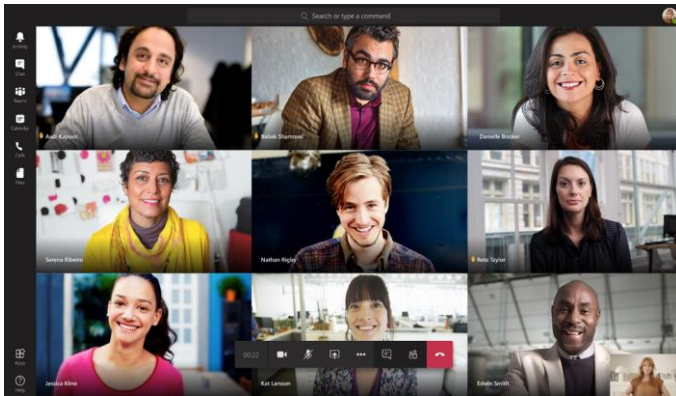 Search or type a command
Activity
Chat
Teams
Calendar
Calls
Files
Aadi Kapoor
Babak Shammas
Danielle Booker
Serena Ribeiro
Nathan Rigby
Reta Taylor
00:22
Jessica Kline
Kat Larsson
Edwin Smith
Apps
Help